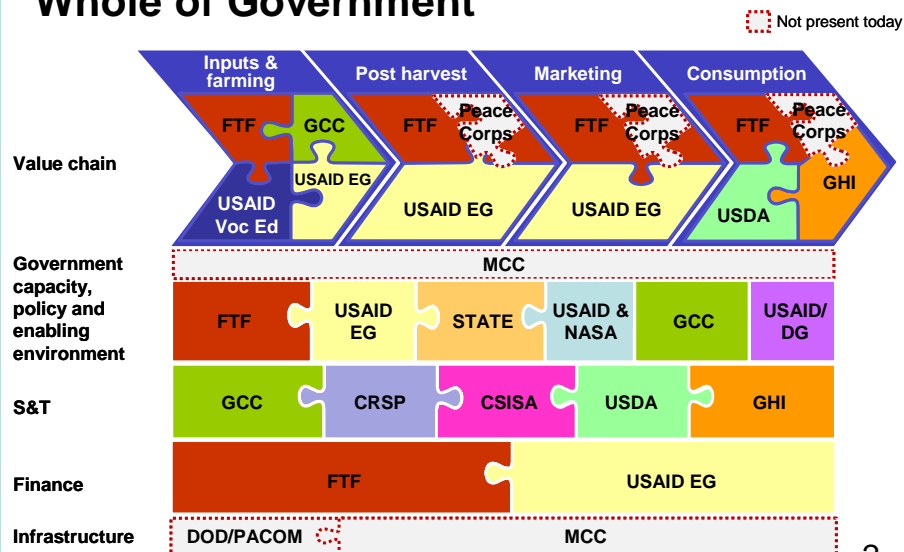 Whole of Government
Not present today
Inputs &
farming
Post harvest
Marketing
Consumption
Value chain
FTF
GCC
USAID
Voc Ed
USAID EG
FTF
Peace
Corps
USAID EG
FTF
Peace
Corps
USAID EG
FTF
Peace
Corps
USDA
GHI
Government
capacity,
policy and
enabling
environment
MCC
FTF
USAID
EG
STATE
USAID &
NASA
GCC
USAID/
DG
S&T
GCC
CRSP
CSISA
USDA
GHI
Finance
FTF
USAID EG
Infrastructure
DOD/PACOM
MCC